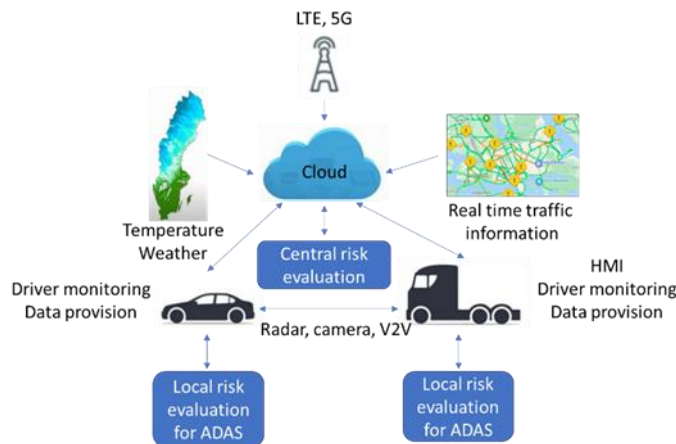 LTE, 5G
Cloud
Temperature
Weather
Real time traffic
information
Central risk
evaluation
Driver monitoring
Data provision
HMI
Driver monitoring
Data provision
Radar, camera, V2V
Local risk
evaluation
for ADAS
Local risk
evaluation
for ADAS